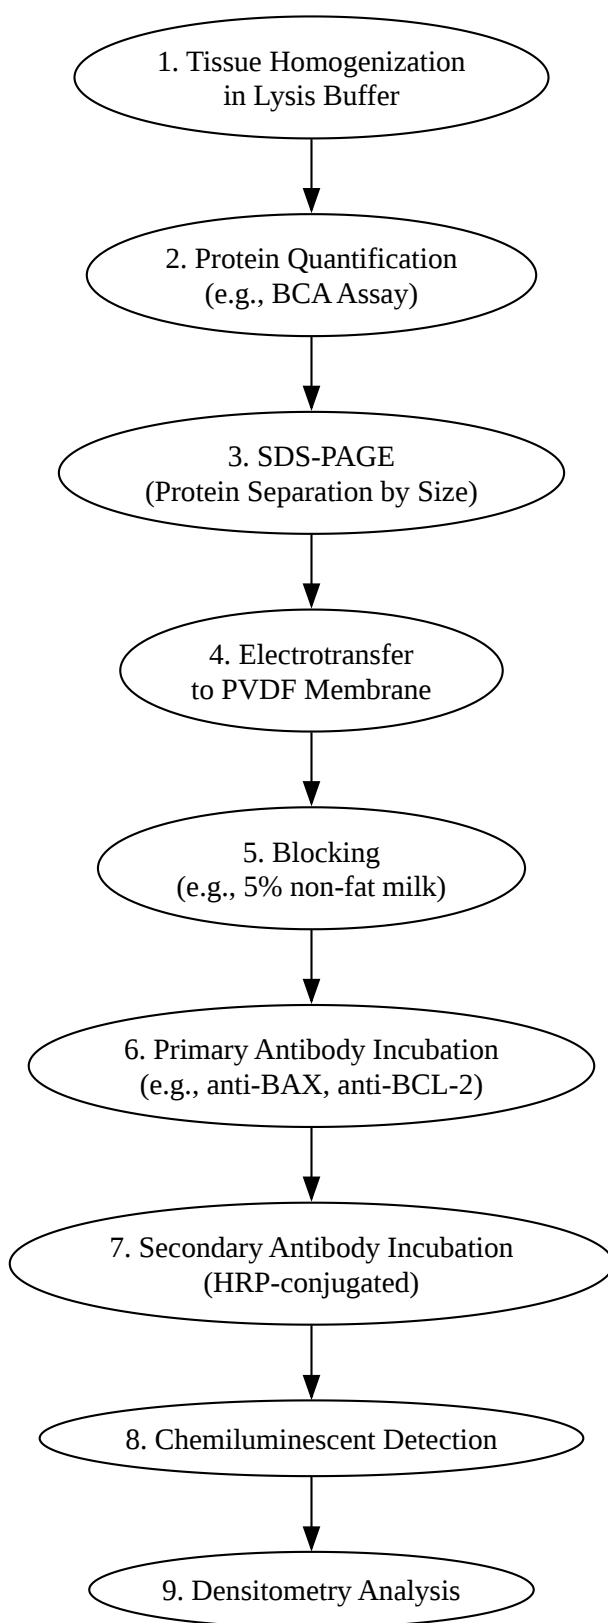 1. Tissue Homogenization
in Lysis Buffer
2. Protein Quantification
(e.g., BCA Assay)
3. SDS-PAGE
(Protein Separation by Size)
4. Electrotransfer
to PVDF Membrane
5. Blocking
(e.g., 5% non-fat milk)
6. Primary Antibody Incubation
(e.g., anti-BAX, anti-BCL-2)
7. Secondary Antibody Incubation
(HRP-conjugated)
8. Chemiluminescent Detection
9. Densitometry Analysis